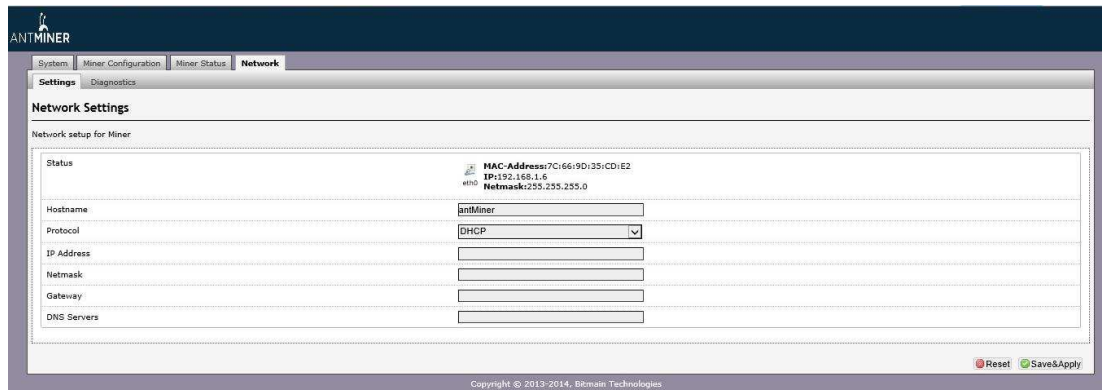 ANTMINER
System Miner Configuration Miner Status Network
Settings Diagnostics
Network Settings
Network setup for Miner
Status
MAC-Address:7C:66:9D:35:CD:E2
IP:192.168.1.6
eth0
Netmask:255.255.255.0
Hostname antMiner
Protocol DHCP
IP Address
Netmask
Gateway
DNS Servers
Reset Save&Apply
Copyright © 2013-2014, Bitmain Technologies